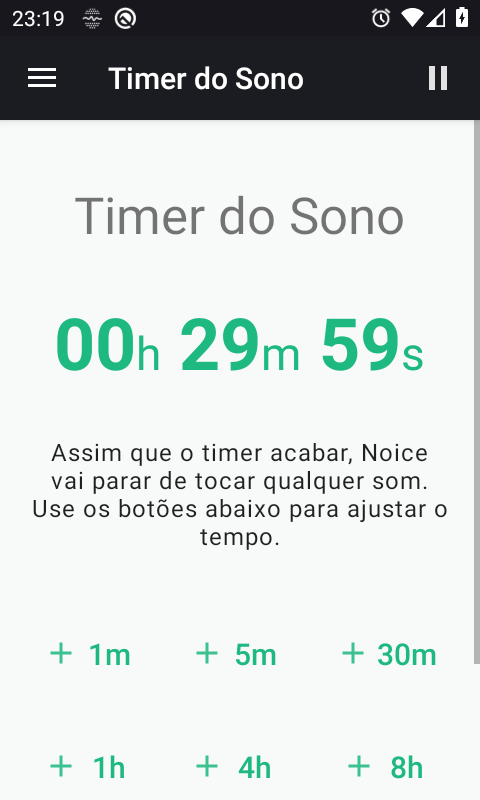 23:19
Timer do Sono
Timer do Sono
00h 29m 59s
Assim que o timer acabar, Noice
vai parar de tocar qualquer som.
Use os botões abaixo para ajustar o
tempo.
+ 1m + 5m + 30m
+ 1h + 4h + 8h